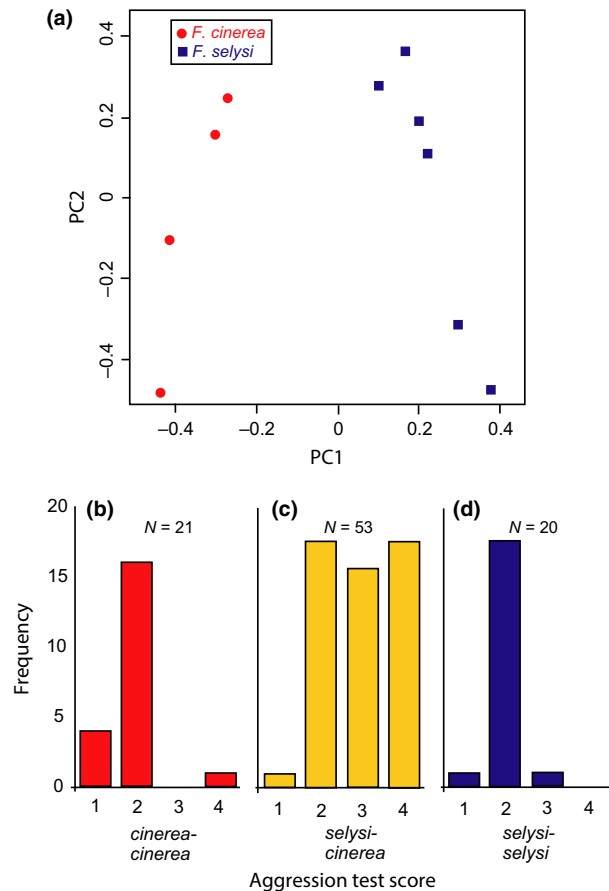 (a)
F. cinerea
F. selysi
0.4
0.2
0
−0.2
−0.4
PC2
−0.4 −0.2 0 0.2 0.4
PC1
(b) (c) (d)
N = 21 N = 53 N = 20
20
15
10
5
0
Frequency
1 2 3 4 1 2 3 4 1 2 3 4
cinerea- selysi- selysi-
cinerea cinerea selysi
Aggression test score